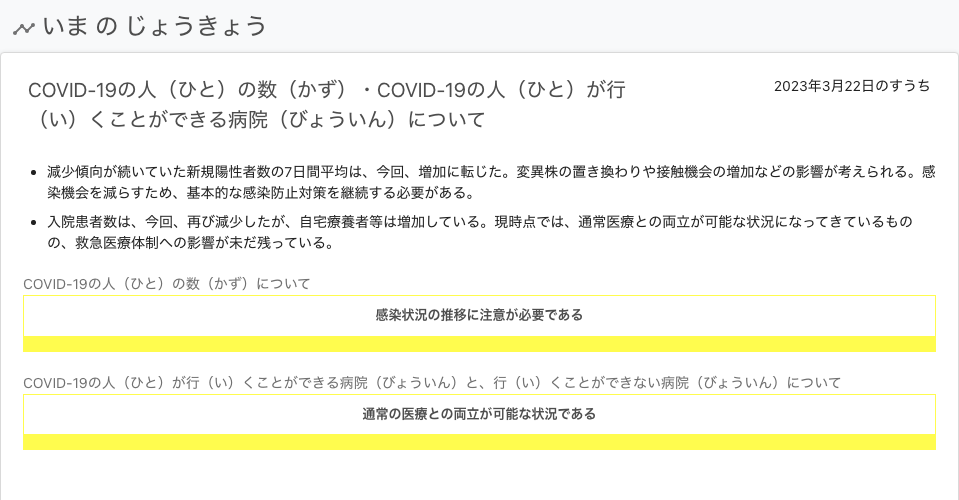 いま の じょうきょう
COVID-19の人（ひと）の数（かず）・COVID-19の人（ひと）が行
（い）くことができる病院（びょういん）について
2023年3月22日のすうち
• 減少傾向が続いていた新規陽性者数の7日間平均は、今回、増加に転じた。変異株の置き換わりや接触機会の増加などの影響が考えられる。感
染機会を減らすため、基本的な感染防止対策を継続する必要がある。
• 入院患者数は、今回、再び減少したが、自宅療養者等は増加している。現時点では、通常医療との両立が可能な状況になってきているもの
の、救急医療体制への影響が未だ残っている。
COVID-19の人（ひと）の数（かず）について
感染状況の推移に注意が必要である
COVID-19の人（ひと）が行（い）くことができる病院（びょういん）と、行（い）くことができない病院（びょういん）について
通常の医療との両立が可能な状況である